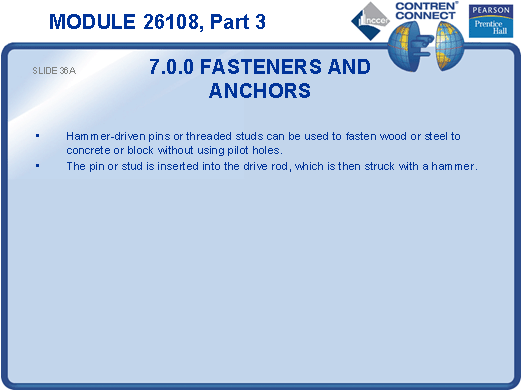 MODULE 26108, Part 3
nccer
CONTREN
CONNECT
PEARSON
Prentice
Hall
SLIDE 36A
7.0.0 FASTENERS AND
ANCHORS
• Hammer-driven pins or threaded studs can be used to fasten wood or steel to
concrete or block without using pilot holes.
• The pin or stud is inserted into the drive rod, which is then struck with a hammer.